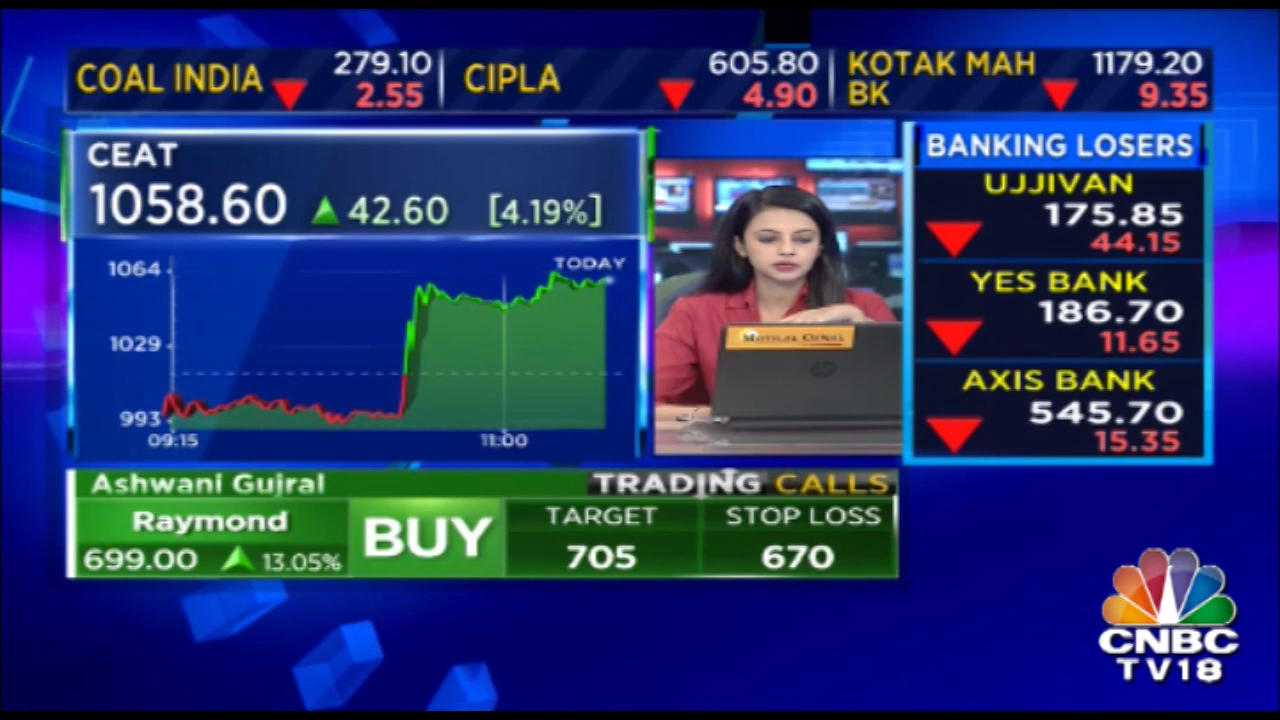 COAL INDIA 279.10 2.55
CIPLA 605.80 4.90
KOTAK MAH BK 1179.20 9.35
CEAT
1058.60 42.60 [4.19%]
TODAY
1064
1029
993
09:15 11:00
BANKING LOSERS
UJJIVAN
175.85
44.15
YES BANK
186.70
11.65
AXIS BANK
545.70
15.35
Ashwani Gujral TRADING CALLS
Raymond
699.00 13.05%
BUY
TARGET
705
STOP LOSS
670
CNBC
TV18